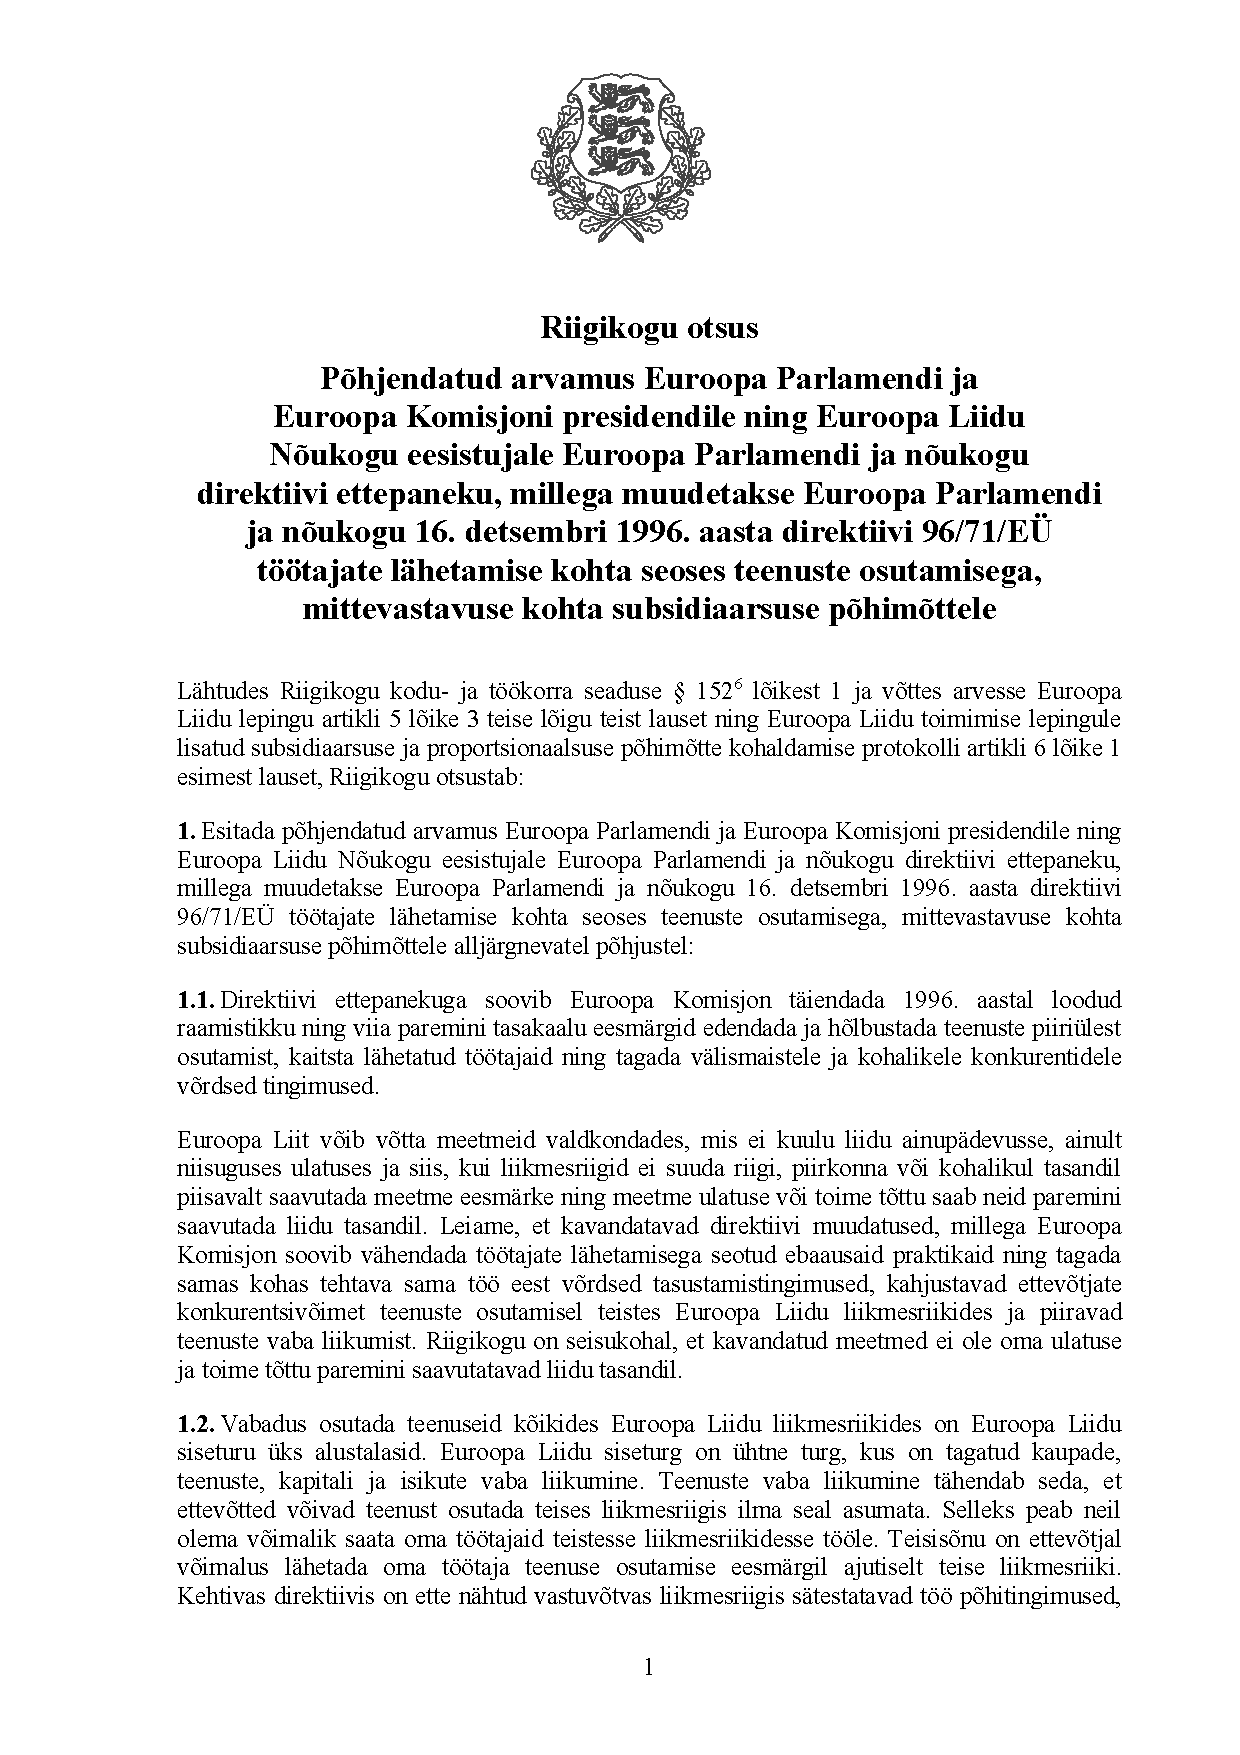 Riigikogu otsus
Põhjendatud arvamus Euroopa Parlamendi ja
Euroopa Komisjoni presidendile ning Euroopa Liidu
Nõukogu eesistujale Euroopa Parlamendi ja nõukogu
direktiivi ettepaneku, millega muudetakse Euroopa Parlamendi
ja nõukogu 16. detsembri 1996. aasta direktiivi 96/71/EÜ
töötajate lähetamise kohta seoses teenuste osutamisega,
mittevastavuse kohta subsidiaarsuse põhimõttele
Lähtudes Riigikogu kodu- ja töökorra seaduse § 152⁶ lõikest 1 ja võttes arvesse Euroopa
Liidu lepingu artikli 5 lõike 3 teise lõigu teist lauset ning Euroopa Liidu toimimise lepingule
lisatud subsidiaarsuse ja proportsionaalsuse põhimõtte kohaldamise protokolli artikli 6 lõike 1
esimest lauset, Riigikogu otsustab:
1. Esitada põhjendatud arvamus Euroopa Parlamendi ja Euroopa Komisjoni presidendile ning
Euroopa Liidu Nõukogu eesistujale Euroopa Parlamendi ja nõukogu direktiivi ettepaneku,
millega muudetakse Euroopa Parlamendi ja nõukogu 16. detsembri 1996. aasta direktiivi
96/71/EÜ töötajate lähetamise kohta seoses teenuste osutamisega, mittevastavuse kohta
subsidiaarsuse põhimõttele alljärgnevatel põhjustel:
1.1. Direktiivi ettepanekuga soovib Euroopa Komisjon täiendada 1996. aastal loodud
raamistikku ning viia paremini tasakaalu eesmärgid edendada ja hõlbustada teenuste piiriülest
osutamist, kaitsta lähetatud töötajaid ning tagada välismaistele ja kohalikele konkurentidele
võrdsed tingimused.
Euroopa Liit võib võtta meetmeid valdkondades, mis ei kuulu liidu ainupädevusse, ainult
niisuguses ulatuses ja siis, kui liikmesriigid ei suuda riigi, piirkonna või kohalikul tasandil
piisavalt saavutada meetme eesmärke ning meetme ulatuse või toime tõttu saab neid paremini
saavutada liidu tasandil. Leiame, et kavandatavad direktiivi muudatused, millega Euroopa
Komisjon soovib vähendada töötajate lähetamisega seotud ebaausaid praktikaid ning tagada
samas kohas tehtava sama töö eest võrdsed tasustamistingimused, kahjustavad ettevõtjate
konkurentsivõimet teenuste osutamisel teistes Euroopa Liidu liikmesriikides ja piiravad
teenuste vaba liikumist. Riigikogu on seisukohal, et kavandatud meetmed ei ole oma ulatuse
ja toime tõttu paremini saavutatavad liidu tasandil.
1.2. Vabadus osutada teenuseid kõikides Euroopa Liidu liikmesriikides on Euroopa Liidu
siseturu üks alustalasid. Euroopa Liidu siseturg on ühtne turg, kus on tagatud kaupade,
teenuste, kapitali ja isikute vaba liikumine. Teenuste vaba liikumine tähendab seda, et
ettevõtted võivad teenust osutada teises liikmesriigis ilma seal asumata. Selleks peab neil
olema võimalik saata oma töötajaid teistesse liikmesriikidesse tööle. Teisisõnu on ettevõtjal
võimalus lähetada oma töötaja teenuse osutamise eesmärgil ajutiselt teise liikmesriiki.
Kehtivas direktiivis on ette nähtud vastuvõtvas liikmesriigis sätestatavad töö põhitingimused,
1